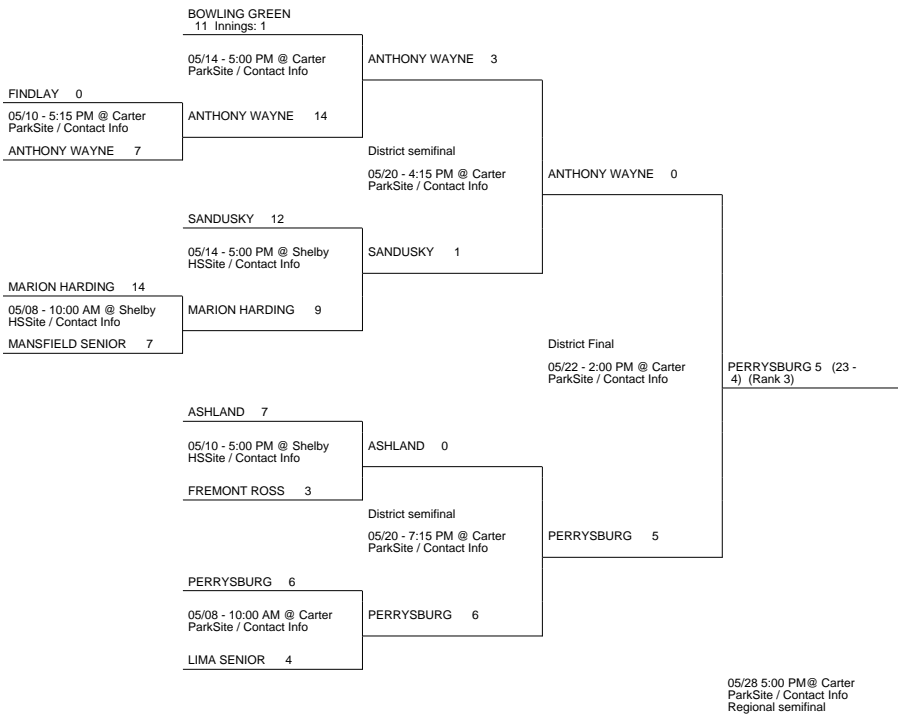 BOWLING GREEN
11 Innings: 1
05/14 - 5:00 PM @ Carter
ParkSite / Contact Info
ANTHONY WAYNE 3
FINDLAY 0
05/10 - 5:15 PM @ Carter
ParkSite / Contact Info
ANTHONY WAYNE 14
ANTHONY WAYNE 7
District semifinal
05/20 - 4:15 PM @ Carter
ParkSite / Contact Info
ANTHONY WAYNE 0
SANDUSKY 12
05/14 - 5:00 PM @ Shelby
HSSite / Contact Info
SANDUSKY 1
MARION HARDING 14
05/08 - 10:00 AM @ Shelby
HSSite / Contact Info
MARION HARDING 9
MANSFIELD SENIOR 7
District Final
05/22 - 2:00 PM @ Carter
ParkSite / Contact Info
PERRYSBURG 5 (23 -
4) (Rank 3)
ASHLAND 7
05/10 - 5:00 PM @ Shelby
HSSite / Contact Info
ASHLAND 0
FREMONT ROSS 3
District semifinal
05/20 - 7:15 PM @ Carter
ParkSite / Contact Info
PERRYSBURG 5
PERRYSBURG 6
05/08 - 10:00 AM @ Carter
ParkSite / Contact Info
PERRYSBURG 6
LIMA SENIOR 4
05/28 5:00 PM@ Carter
ParkSite / Contact Info
Regional semifinal